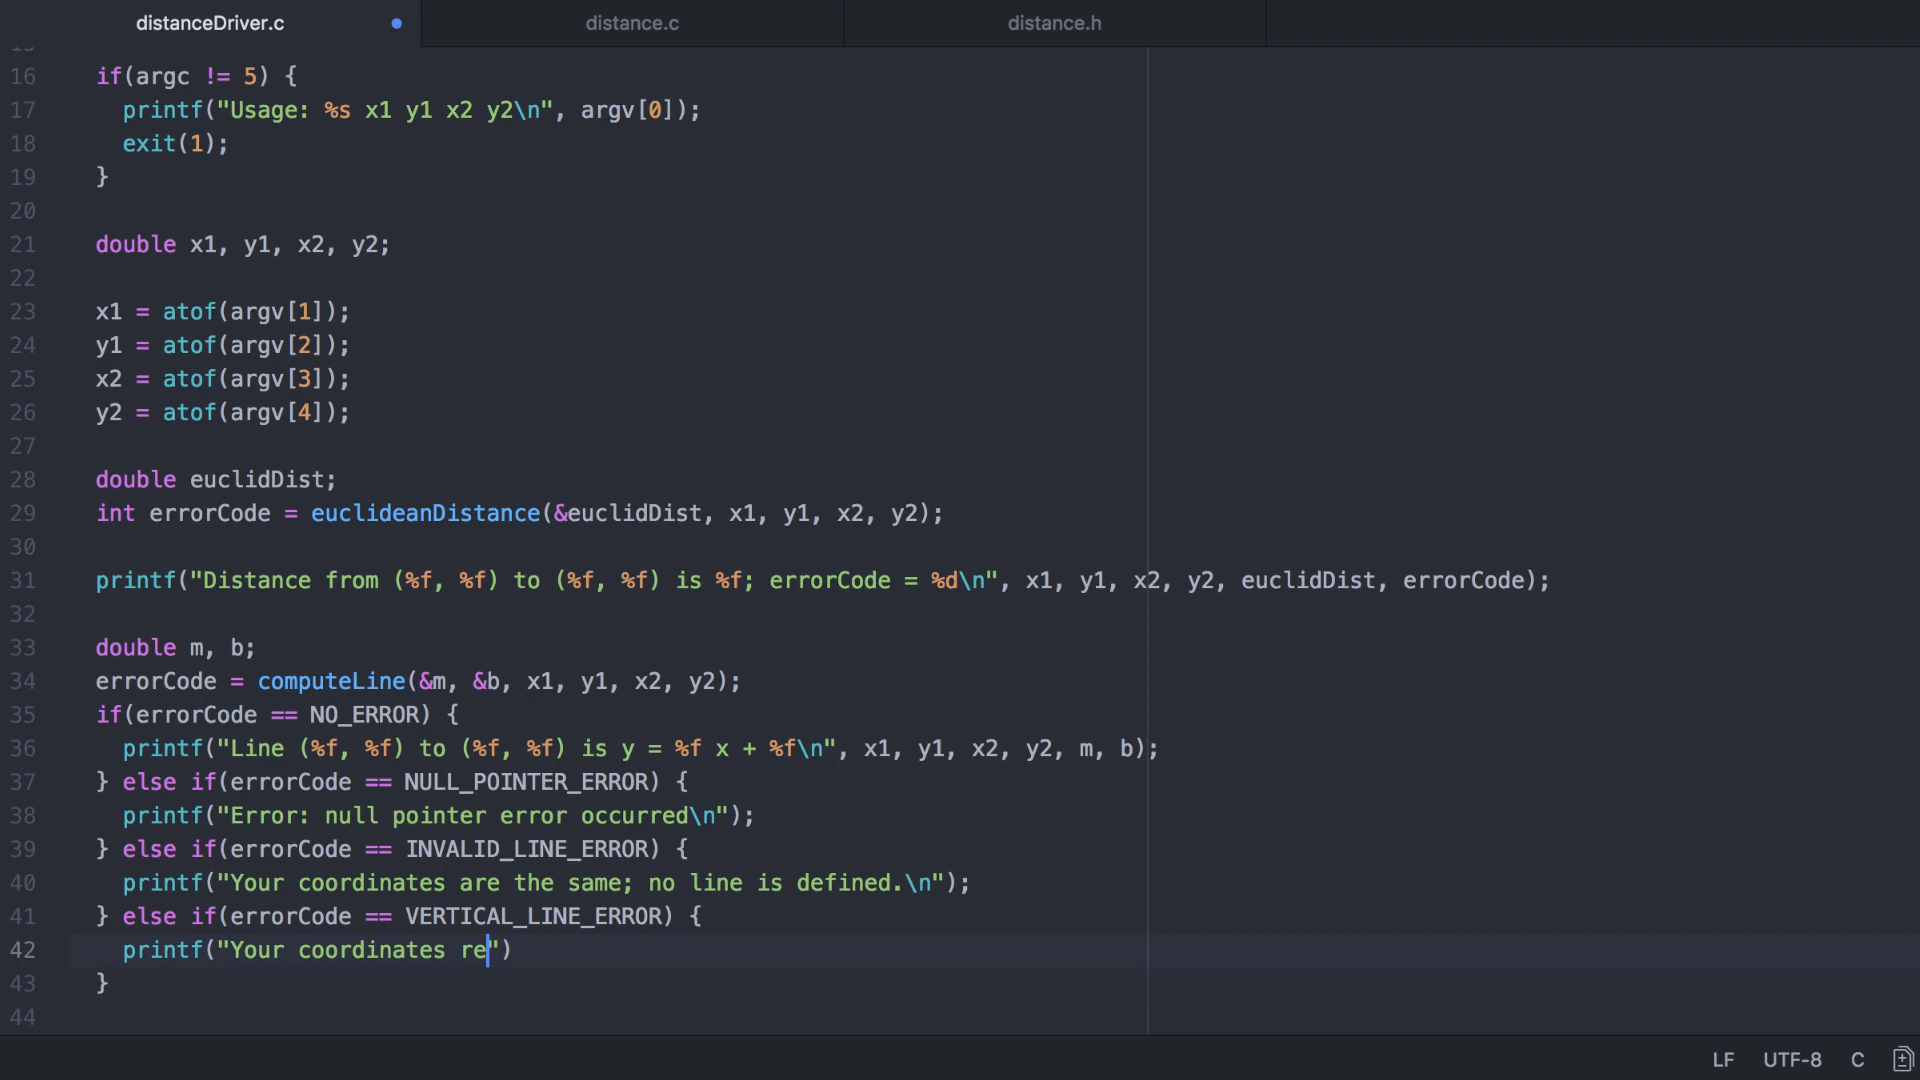 distanceDriver.c distance.c distance.h
16 if(argc != 5) {
17 printf("Usage: %s x1 y1 x2 y2\n", argv[0]);
18 exit(1);
19 }
20
21 double x1, y1, x2, y2;
22
23 x1 = atof(argv[1]);
24 y1 = atof(argv[2]);
25 x2 = atof(argv[3]);
26 y2 = atof(argv[4]);
27
28 double euclidDist;
29 int errorCode = euclideanDistance(&euclidDist, x1, y1, x2, y2);
30
31 printf("Distance from (%f, %f) to (%f, %f) is %f; errorCode = %d\n", x1, y1, x2, y2, euclidDist, errorCode);
32
33 double m, b;
34 errorCode = computeLine(&m, &b, x1, y1, x2, y2);
35 if(errorCode == NO_ERROR) {
36 printf("Line (%f, %f) to (%f, %f) is y = %f x + %f\n", x1, y1, x2, y2, m, b);
37 } else if(errorCode == NULL_POINTER_ERROR) {
38 printf("Error: null pointer error occurred\n");
39 } else if(errorCode == INVALID_LINE_ERROR) {
40 printf("Your coordinates are the same; no line is defined.\n");
41 } else if(errorCode == VERTICAL_LINE_ERROR) {
42 printf("Your coordinates re")
43 }
44
LF UTF-8 C